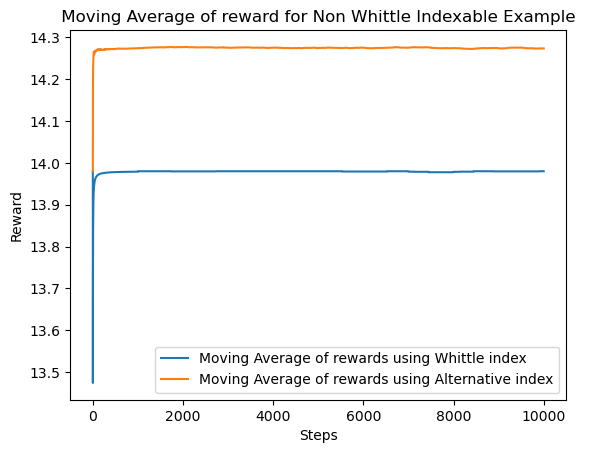 Moving Average of reward for Non Whittle Indexable Example
14.3
14.2
14.1
14.0
13.9
13.8
13.7
13.6
13.5
Reward
Moving Average of rewards using Whittle index
Moving Average of rewards using Alternative index
0 2000 4000 6000 8000 10000
Steps